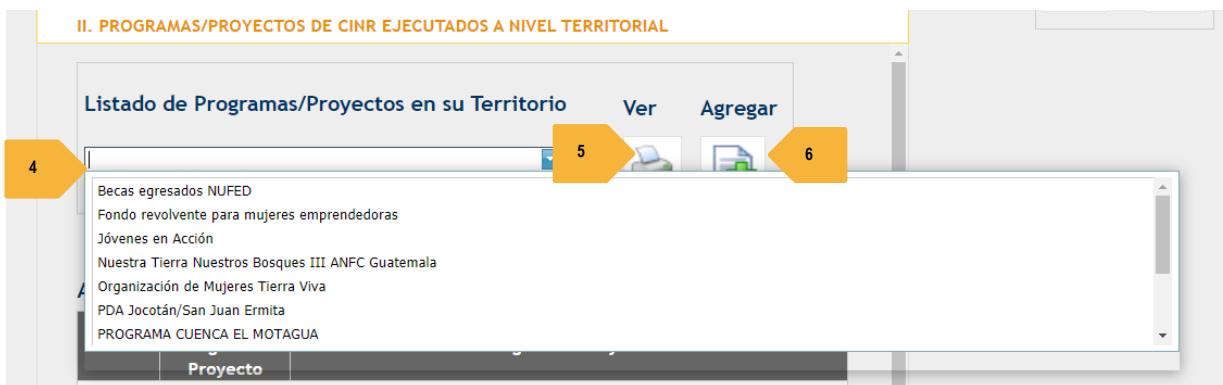 II. PROGRAMAS/PROYECTOS DE CINR EJECUTADOS A NIVEL TERRITORIAL
Listado de Programas/Proyectos en su Territorio
Ver
Agregar
4
5
6
Becas egresados NUFED
Fondo revolvente para mujeres emprendedoras
Jóvenes en Acción
Nuestra Tierra Nuestros Bosques III ANFC Guatemala
Organización de Mujeres Tierra Viva
PDA Jocotán/San Juan Ermita
PROGRAMA CUENCA EL MOTAGUA
Proyecto